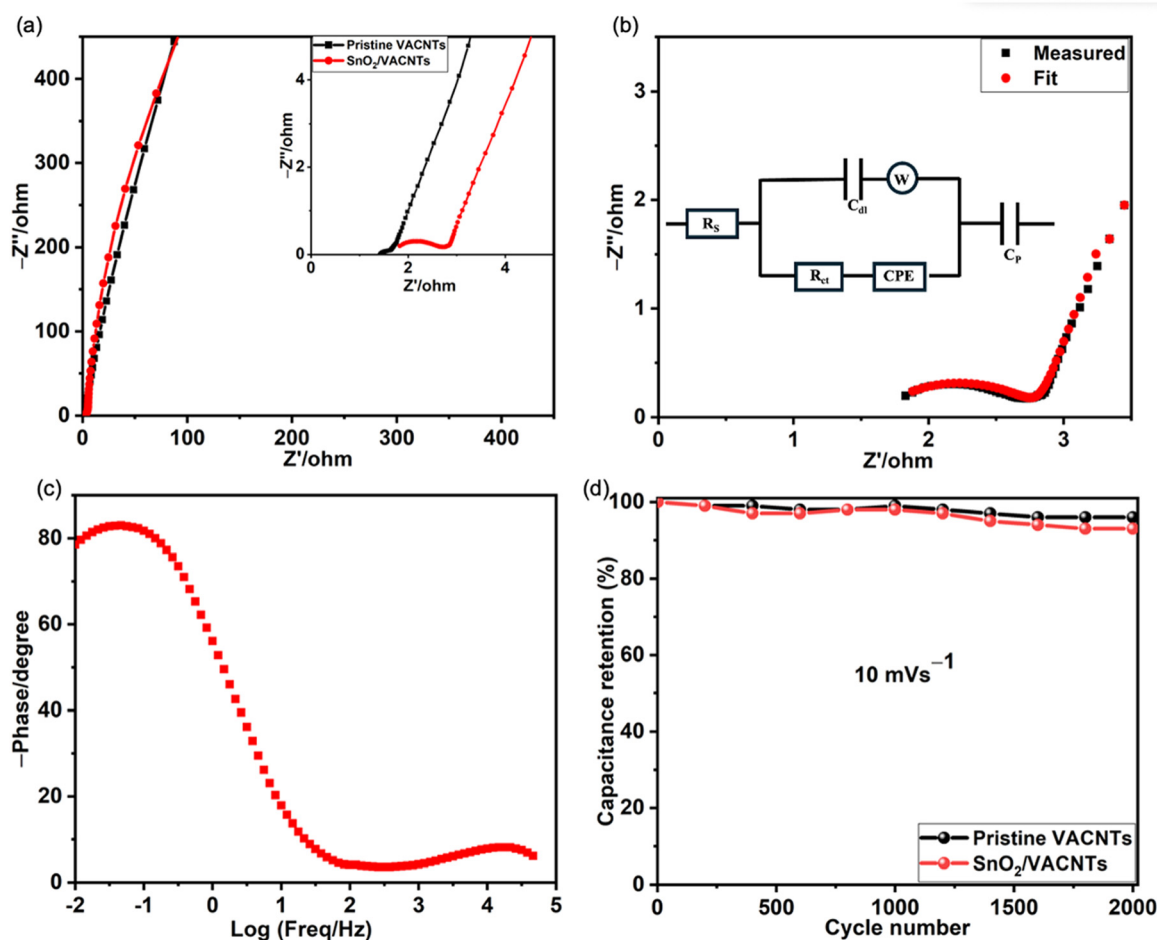 (a)
Pristine VACNTs
SnO₂/VACNTs
−Z''/ohm
400
300
200
100
0
0
100
200
300
400
Z'/ohm
−Z''/ohm
4
2
0
0
2
4
Z'/ohm
(b)
Measured
Fit
−Z''/ohm
3
2
1
0
0
1
2
3
Z'/ohm
R_S
C_dl
W
R_ct
CPE
C_P
(c)
−Phase/degree
80
60
40
20
0
-2
-1
0
1
2
3
4
5
Log (Freq/Hz)
(d)
Capacitance retention (%)
100
80
60
40
20
0
10 mVs⁻¹
Pristine VACNTs
SnO₂/VACNTs
0
500
1000
1500
2000
Cycle number